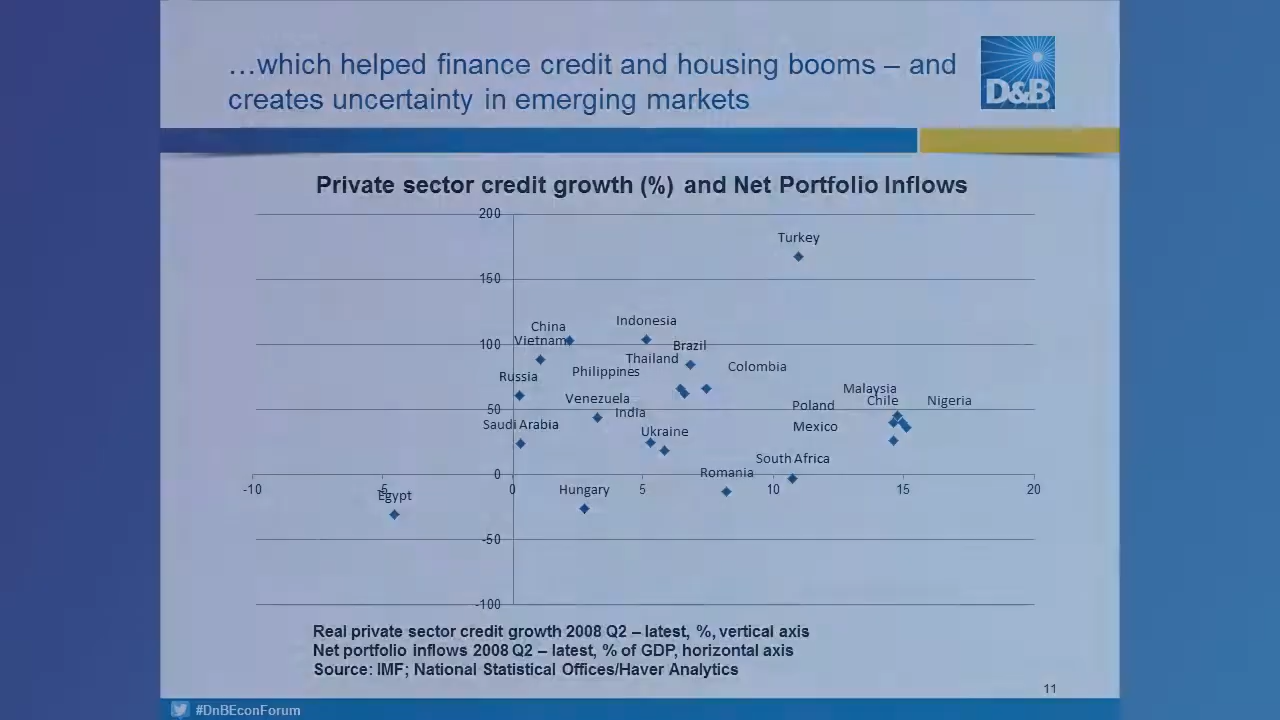 …which helped finance credit and housing booms – and
creates uncertainty in emerging markets
D&B
Private sector credit growth (%) and Net Portfolio Inflows
200
Turkey
150
Indonesia
China
Vietnam
100
Brazil
Thailand
Philippines
Colombia
Russia
Malaysia
Venezuela
Chile
Nigeria
Poland
50
India
Saudi Arabia
Mexico
Ukraine
South Africa
Romania
0
-10
-5
0
5
10
15
20
Egypt
Hungary
-50
-100
Real private sector credit growth 2008 Q2 – latest, %, vertical axis
Net portfolio inflows 2008 Q2 – latest, % of GDP, horizontal axis
Source: IMF; National Statistical Offices/Haver Analytics
11
#DnBEconForum